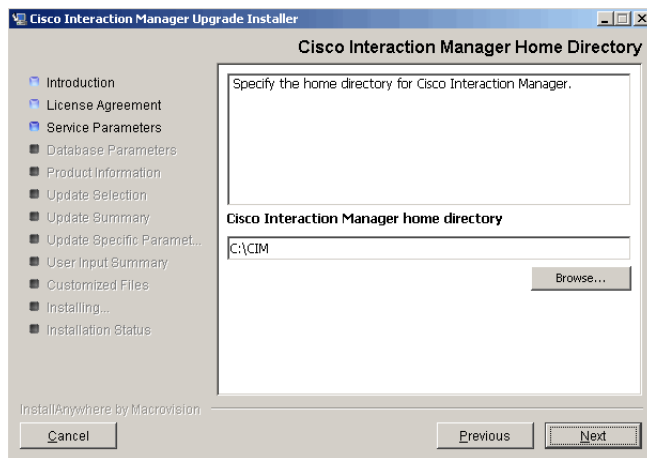 Cisco Interaction Manager Upgrade Installer
Cisco Interaction Manager Home Directory
Introduction
License Agreement
Service Parameters
Database Parameters
Product Information
Update Selection
Update Summary
Update Specific Paramet...
User Input Summary
Customized Files
Installing...
Installation Status
Specify the home directory for Cisco Interaction Manager.
Cisco Interaction Manager home directory
C:\CIM
Browse...
InstallAnywhere by Macrovision
Cancel
Previous
Next